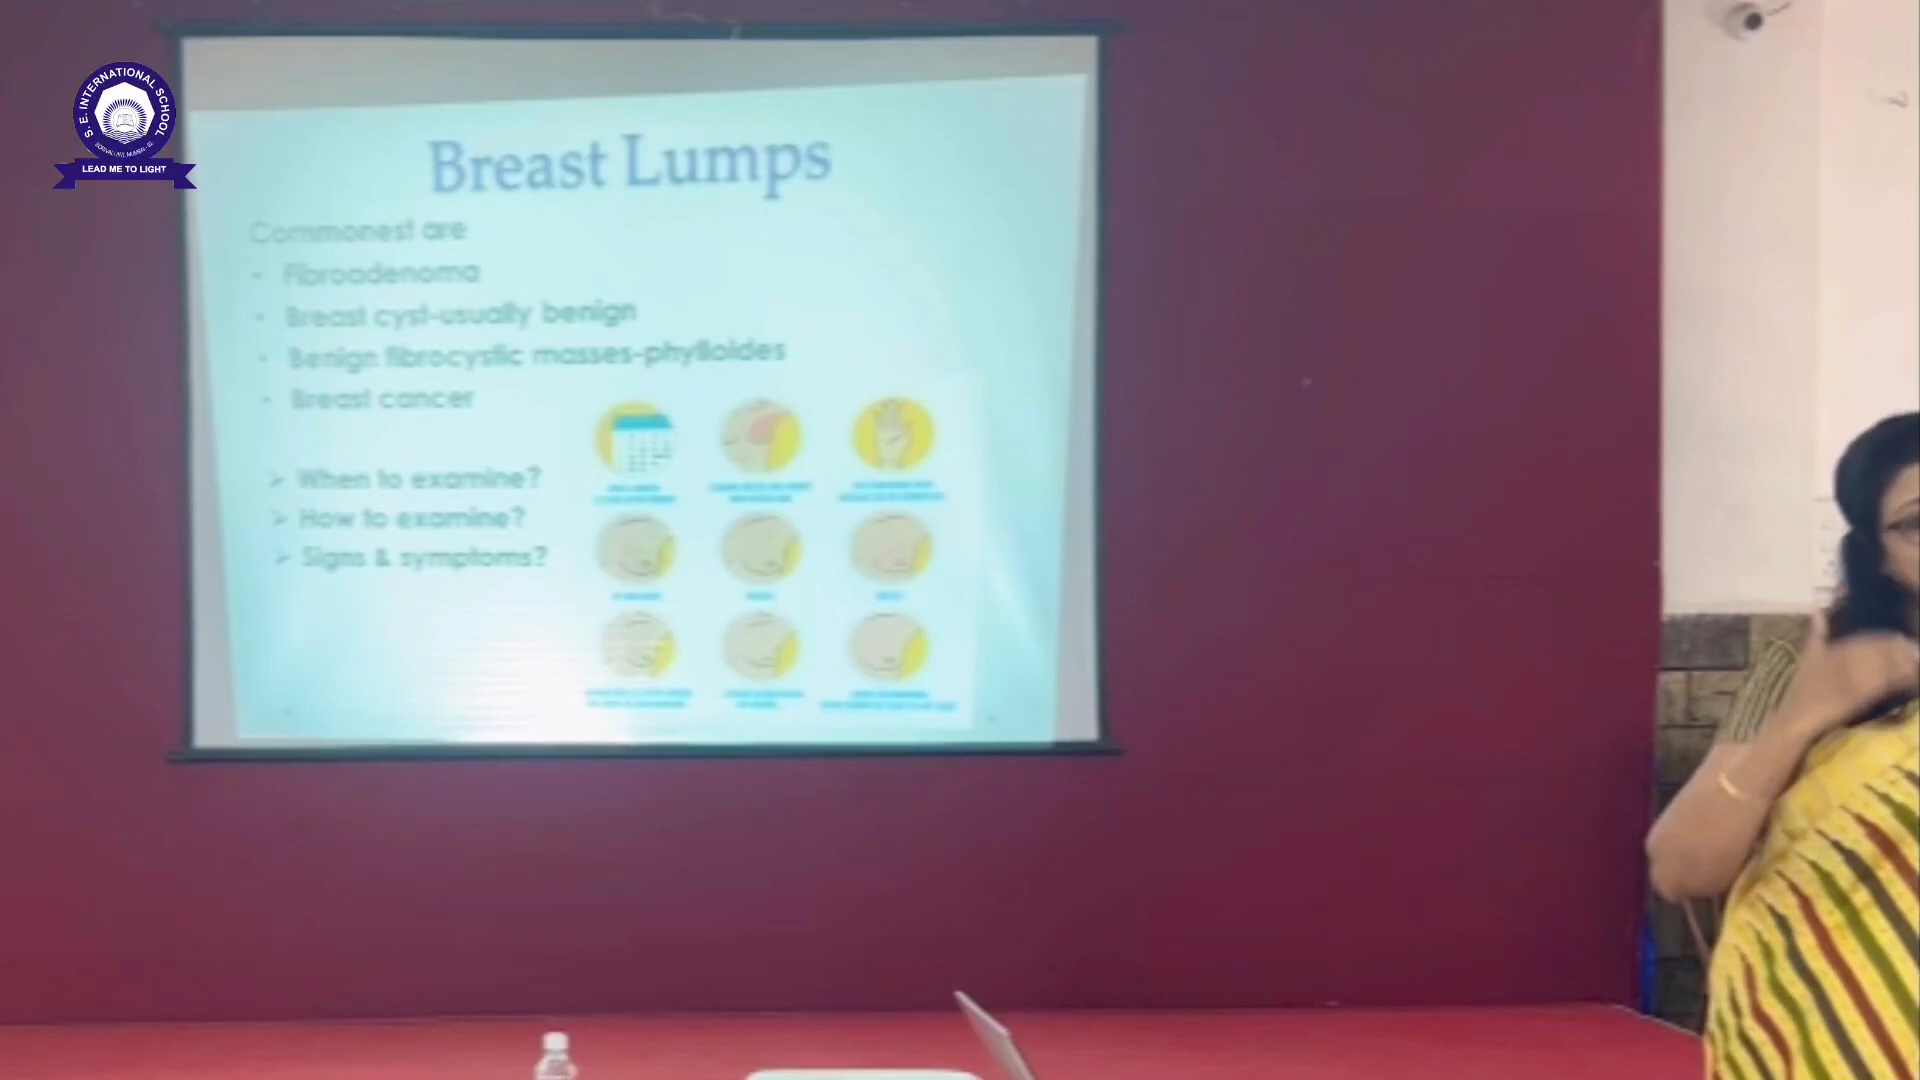 S. E. INTERNATIONAL SCHOOL
LEAD ME TO LIGHT
Breast Lumps
Commonest are
• Fibroadenoma
• Breast cyst-usually benign
• Benign fibrocystic masses-phylloides
• Breast cancer
➢ When to examine?
➢ How to examine?
➢ Signs & symptoms?